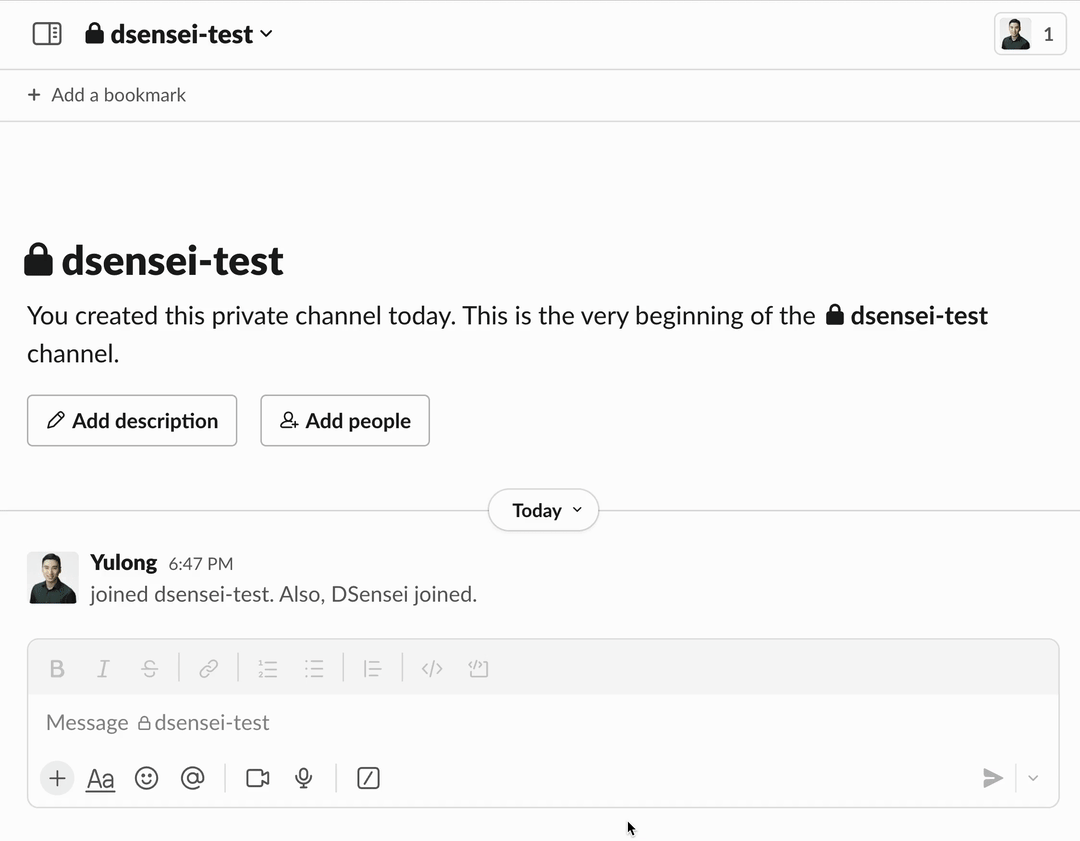 dsensei-test
1
+ Add a bookmark
dsensei-test
You created this private channel today. This is the very beginning of the dsensei-test
channel.
Add description Add people
Today
Yulong 6:47 PM
joined dsensei-test. Also, DSensei joined.
B I S
Message dsensei-test
+ Aa @